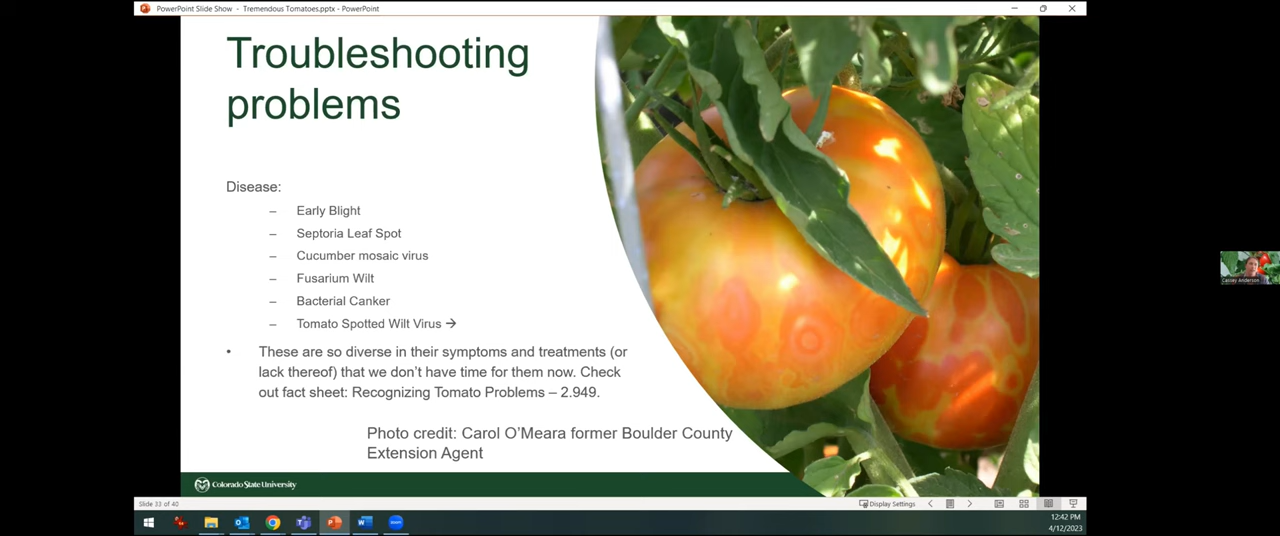 PowerPoint Slide Show - Tremendous Tomatoes.pptx - PowerPoint
Troubleshooting
problems
Disease:
– Early Blight
– Septoria Leaf Spot
– Cucumber mosaic virus
– Fusarium Wilt
– Bacterial Canker
– Tomato Spotted Wilt Virus →
• These are so diverse in their symptoms and treatments (or
lack thereof) that we don't have time for them now. Check
out fact sheet: Recognizing Tomato Problems – 2.949.
Photo credit: Carol O'Meara former Boulder County
Extension Agent
Colorado State University
Cassey Anderson
Slide 33 of 40
Display Settings
12:42 PM
4/12/2023